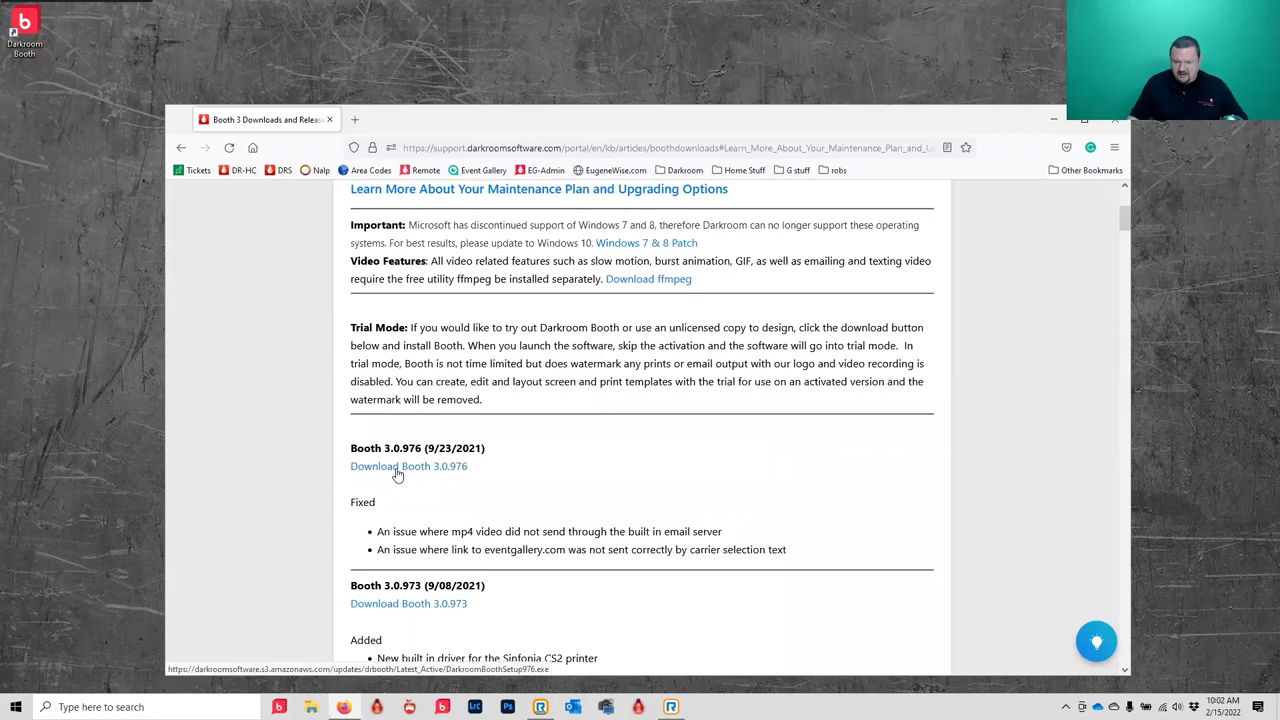 Darkroom
Booth
Booth 3 Downloads and Releas
https://support.darkroomsoftware.com/portal/en/kb/articles/boothdownloads#Learn_More_About_Your_Maintenance_Plan_and_U
Tickets DR-HC DRS Nalp Area Codes Remote Event Gallery EG-Admin EugeneWise.com Darkroom Home Stuff G stuff robs Other Bookmarks
Learn More About Your Maintenance Plan and Upgrading Options
Important: Microsoft has discontinued support of Windows 7 and 8, therefore Darkroom can no longer support these operating
systems. For best results, please update to Windows 10. Windows 7 & 8 Patch
Video Features: All video related features such as slow motion, burst animation, GIF, as well as emailing and texting video
require the free utility ffmpeg be installed separately. Download ffmpeg
Trial Mode: If you would like to try out Darkroom Booth or use an unlicensed copy to design, click the download button
below and install Booth. When you launch the software, skip the activation and the software will go into trial mode. In
trial mode, Booth is not time limited but does watermark any prints or email output with our logo and video recording is
disabled. You can create, edit and layout screen and print templates with the trial for use on an activated version and the
watermark will be removed.
Booth 3.0.976 (9/23/2021)
Download Booth 3.0.976
Fixed
• An issue where mp4 video did not send through the built in email server
• An issue where link to eventgallery.com was not sent correctly by carrier selection text
Booth 3.0.973 (9/08/2021)
Download Booth 3.0.973
Added
• New built in driver for the Sinfonia CS2 printer
https://darkroomsoftware.s3.amazonaws.com/updates/drbooth/Latest_Active/DarkroomBoothSetup976.exe
Type here to search
10:02 AM
2/15/2022